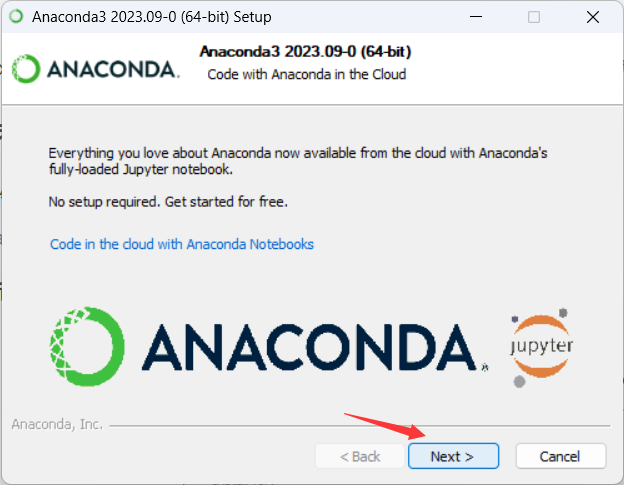 Anaconda3 2023.09-0 (64-bit) Setup
ANACONDA.
Anaconda3 2023.09-0 (64-bit)
Code with Anaconda in the Cloud
Everything you love about Anaconda now available from the cloud with Anaconda's
fully-loaded Jupyter notebook.
No setup required. Get started for free.
Code in the cloud with Anaconda Notebooks
ANACONDA.
jupyter
Anaconda, Inc.
< Back
Next >
Cancel